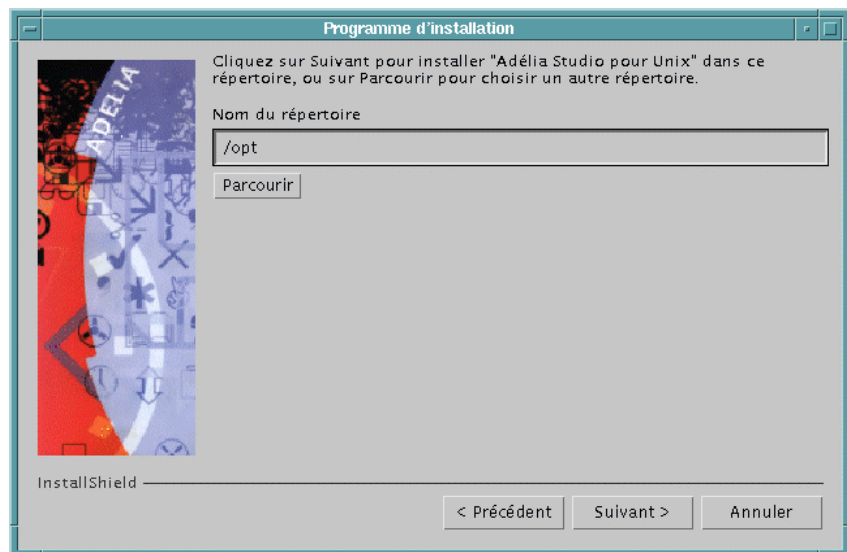 Programme d'installation
Cliquez sur Suivant pour installer "Adélia Studio pour Unix" dans ce
répertoire, ou sur Parcourir pour choisir un autre répertoire.
ADELIA
Nom du répertoire
/opt
Parcourir
InstallShield
< Précédent
Suivant >
Annuler